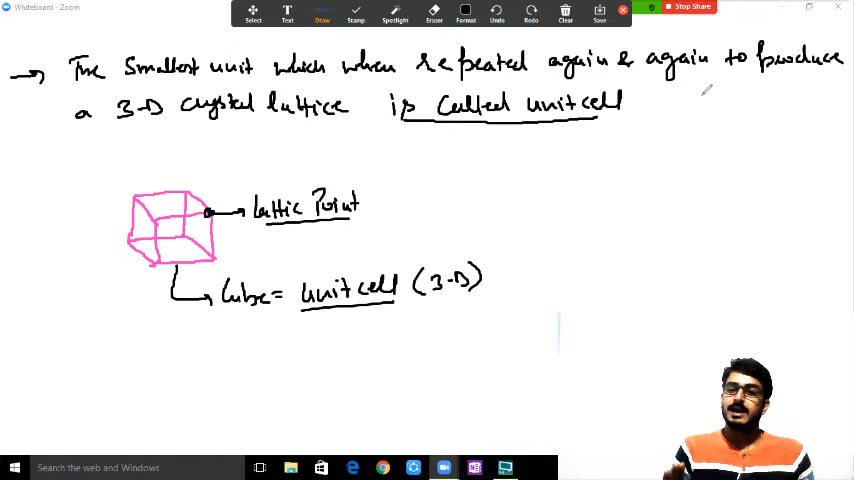 Whiteboard - Zoom
Select Text Draw Stamp Spotlight Eraser Format Undo Redo Clear Save
Stop Share
The Smallest unit which when repeated again & again to produce
a 3-D crystal lattice is called unit cell
Lattic Point
Cube = unit cell (3-D)
Search the web and Windows